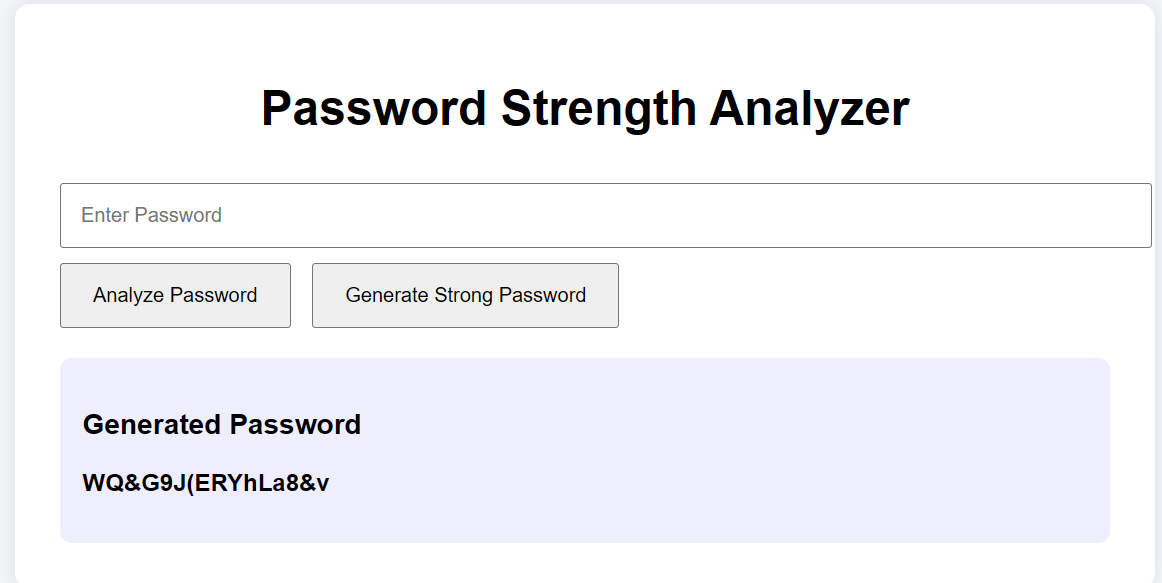 Password Strength Analyzer
Enter Password
Analyze Password
Generate Strong Password
Generated Password
WQ&G9J(ERYhLa8&v